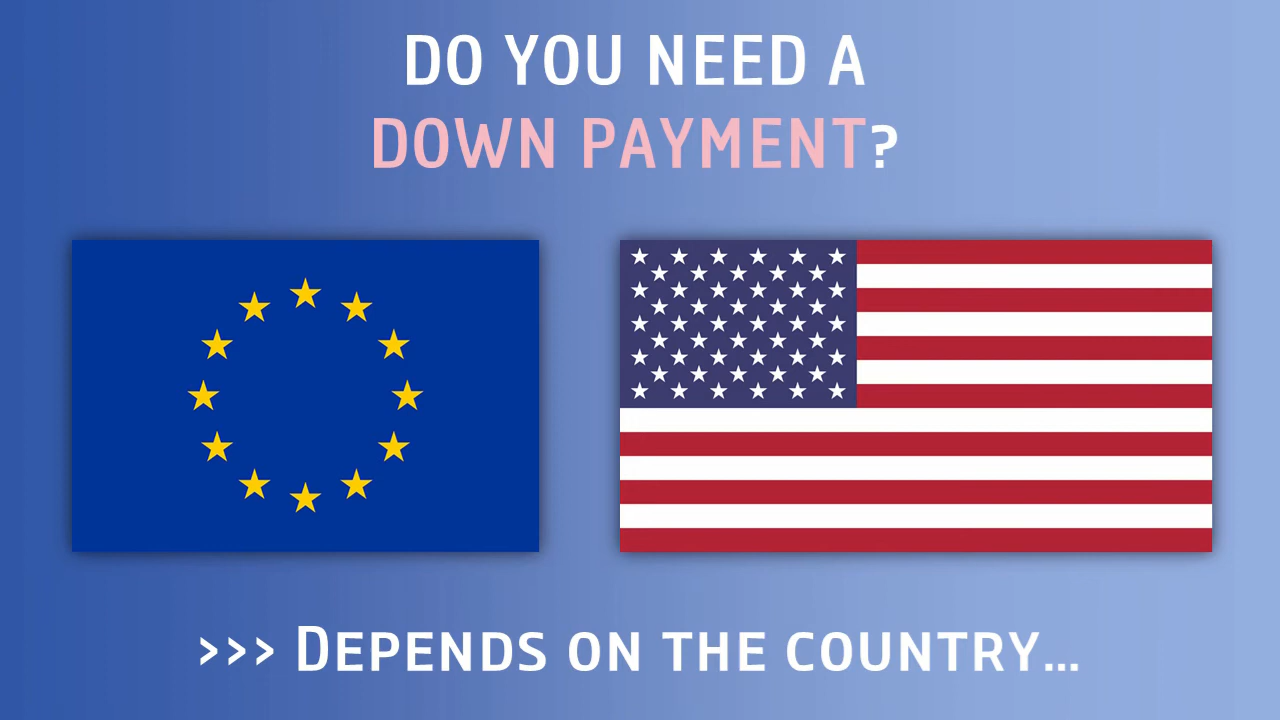 DO YOU NEED A
DOWN PAYMENT?
>>> DEPENDS ON THE COUNTRY...